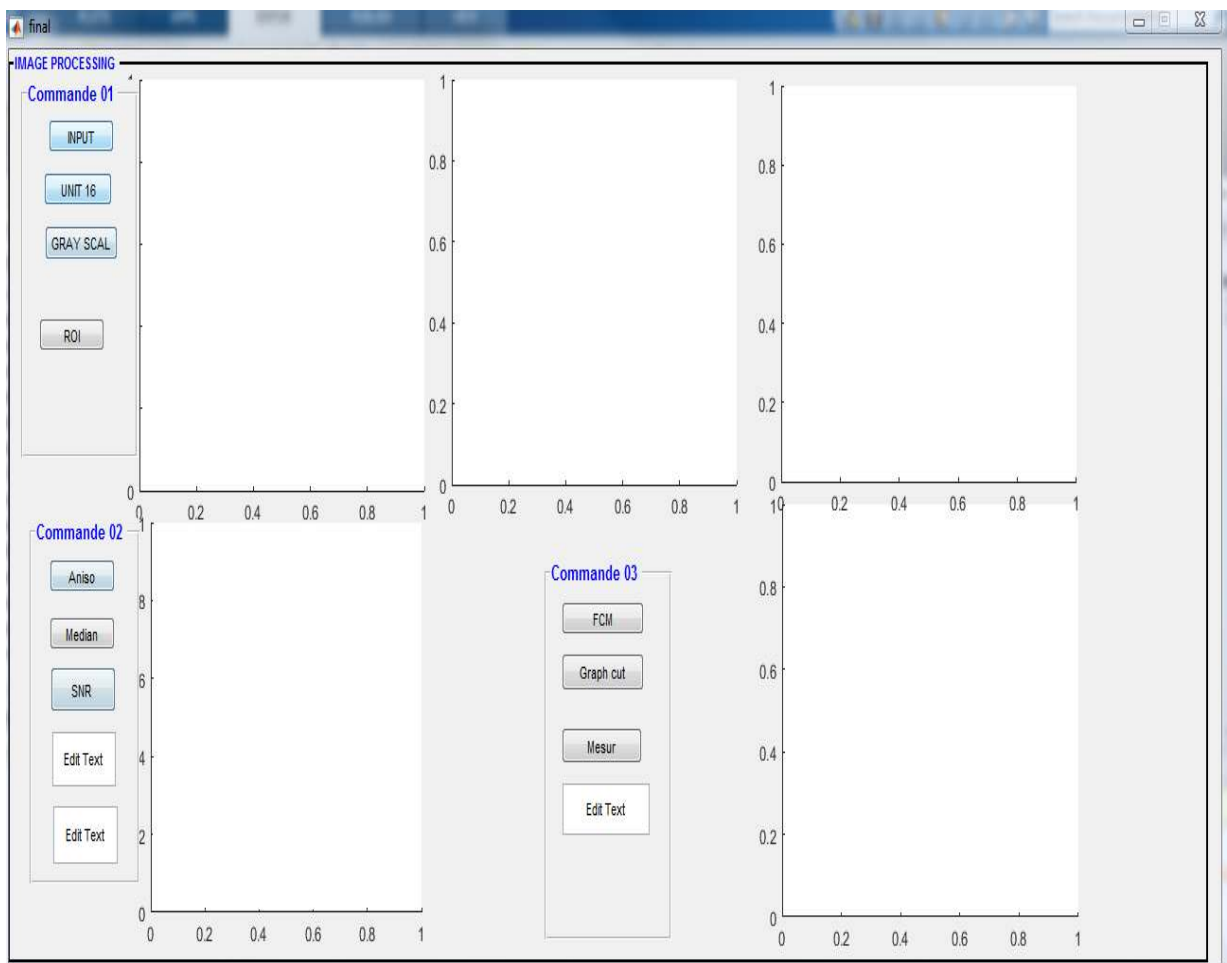 final
IMAGE PROCESSING
Commande 01
INPUT
UNIT 16
GRAY SCAL
ROI
0
0 0.2 0.4 0.6 0.8 1
1
0.8
0.6
0.4
0.2
0
0 0.2 0.4 0.6 0.8 1
1
0.8
0.6
0.4
0.2
0
0 0.2 0.4 0.6 0.8 1
Commande 02
Aniso
Median
SNR
Edit Text
Edit Text
1
8
6
4
2
0
0 0.2 0.4 0.6 0.8 1
Commande 03
FCM
Graph cut
Mesur
Edit Text
1
0.8
0.6
0.4
0.2
0
0 0.2 0.4 0.6 0.8 1